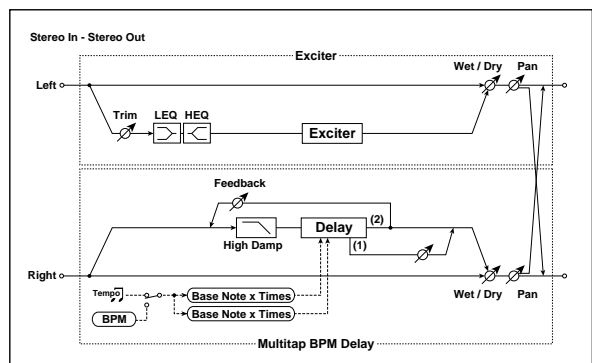 Stereo In - Stereo Out
Exciter
Wet / Dry
Pan
Left
Trim
LEQ
HEQ
Exciter
Feedback
Delay
(2)
High Damp
(1)
Right
Tempo
Base Note x Times
BPM
Base Note x Times
Wet / Dry
Pan
Multitap BPM Delay